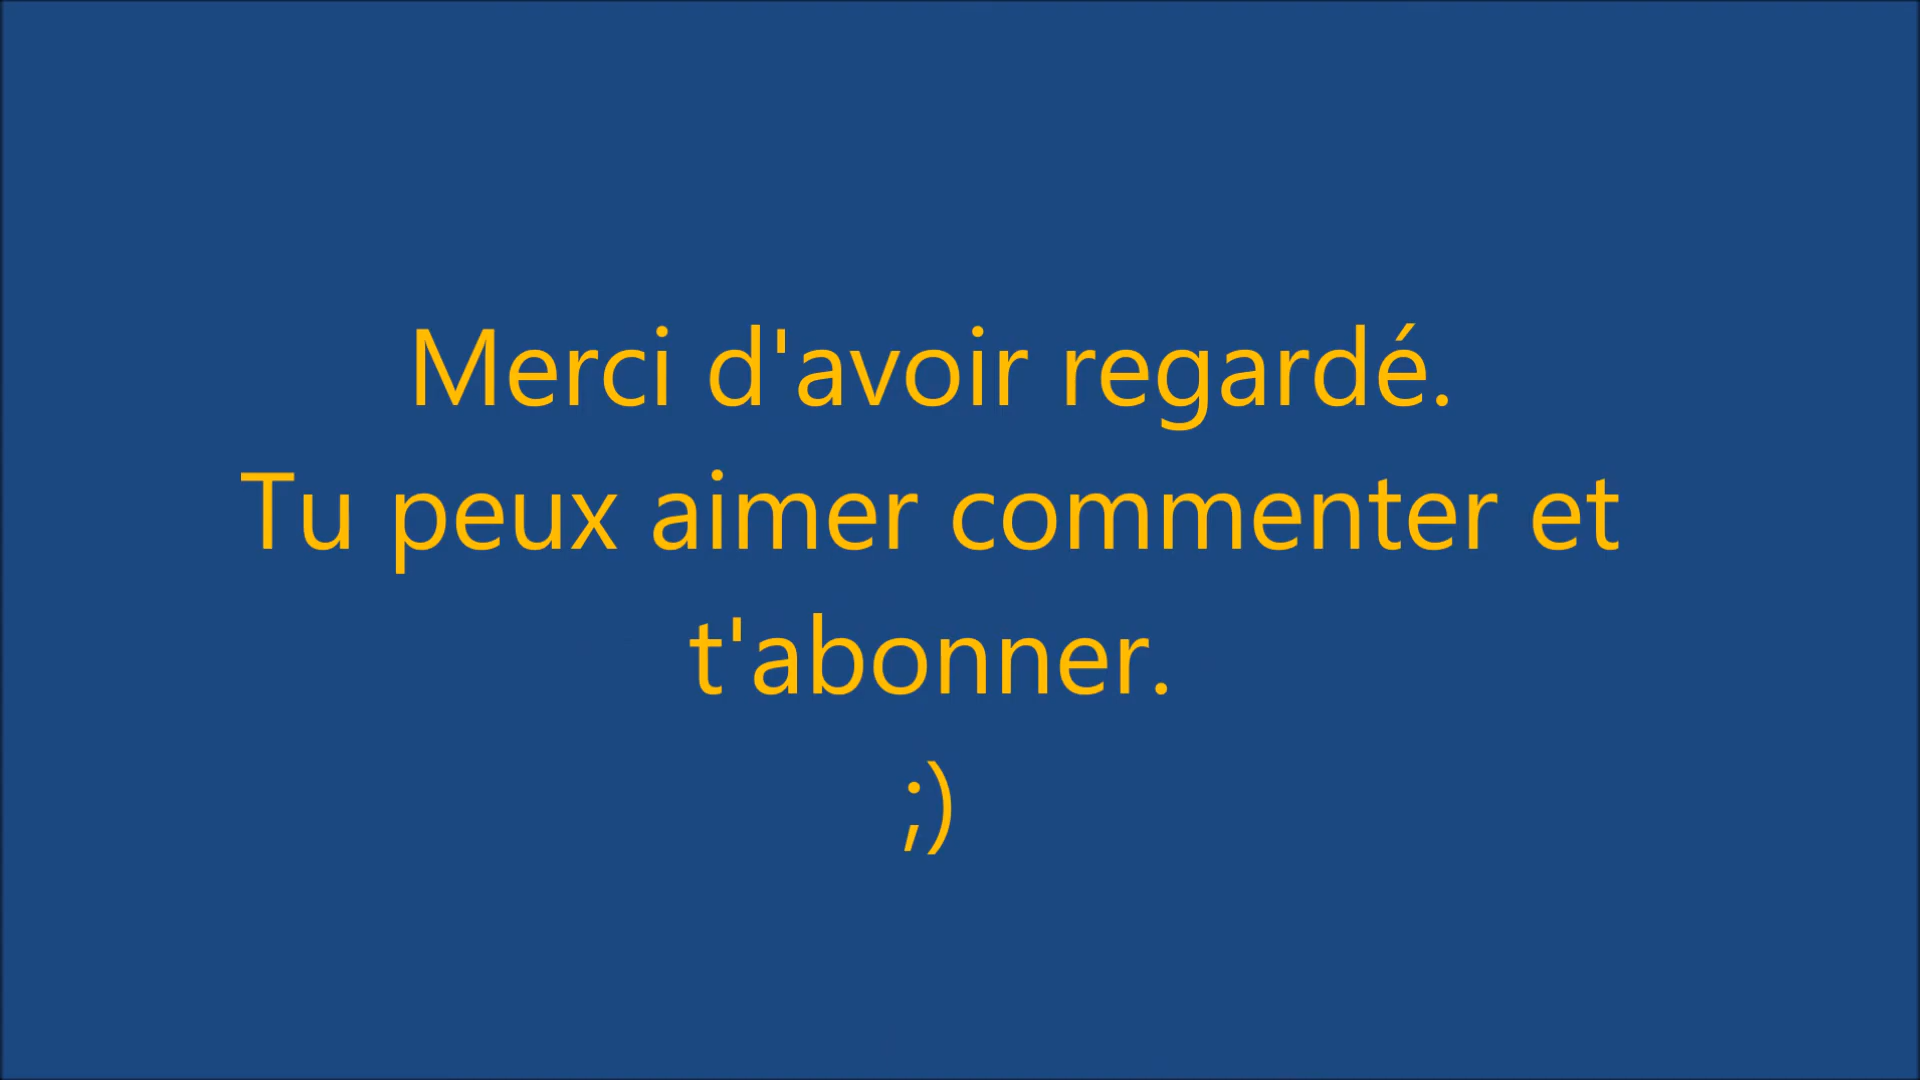 Merci d'avoir regardé.
Tu peux aimer commenter et
t'abonner.
;)